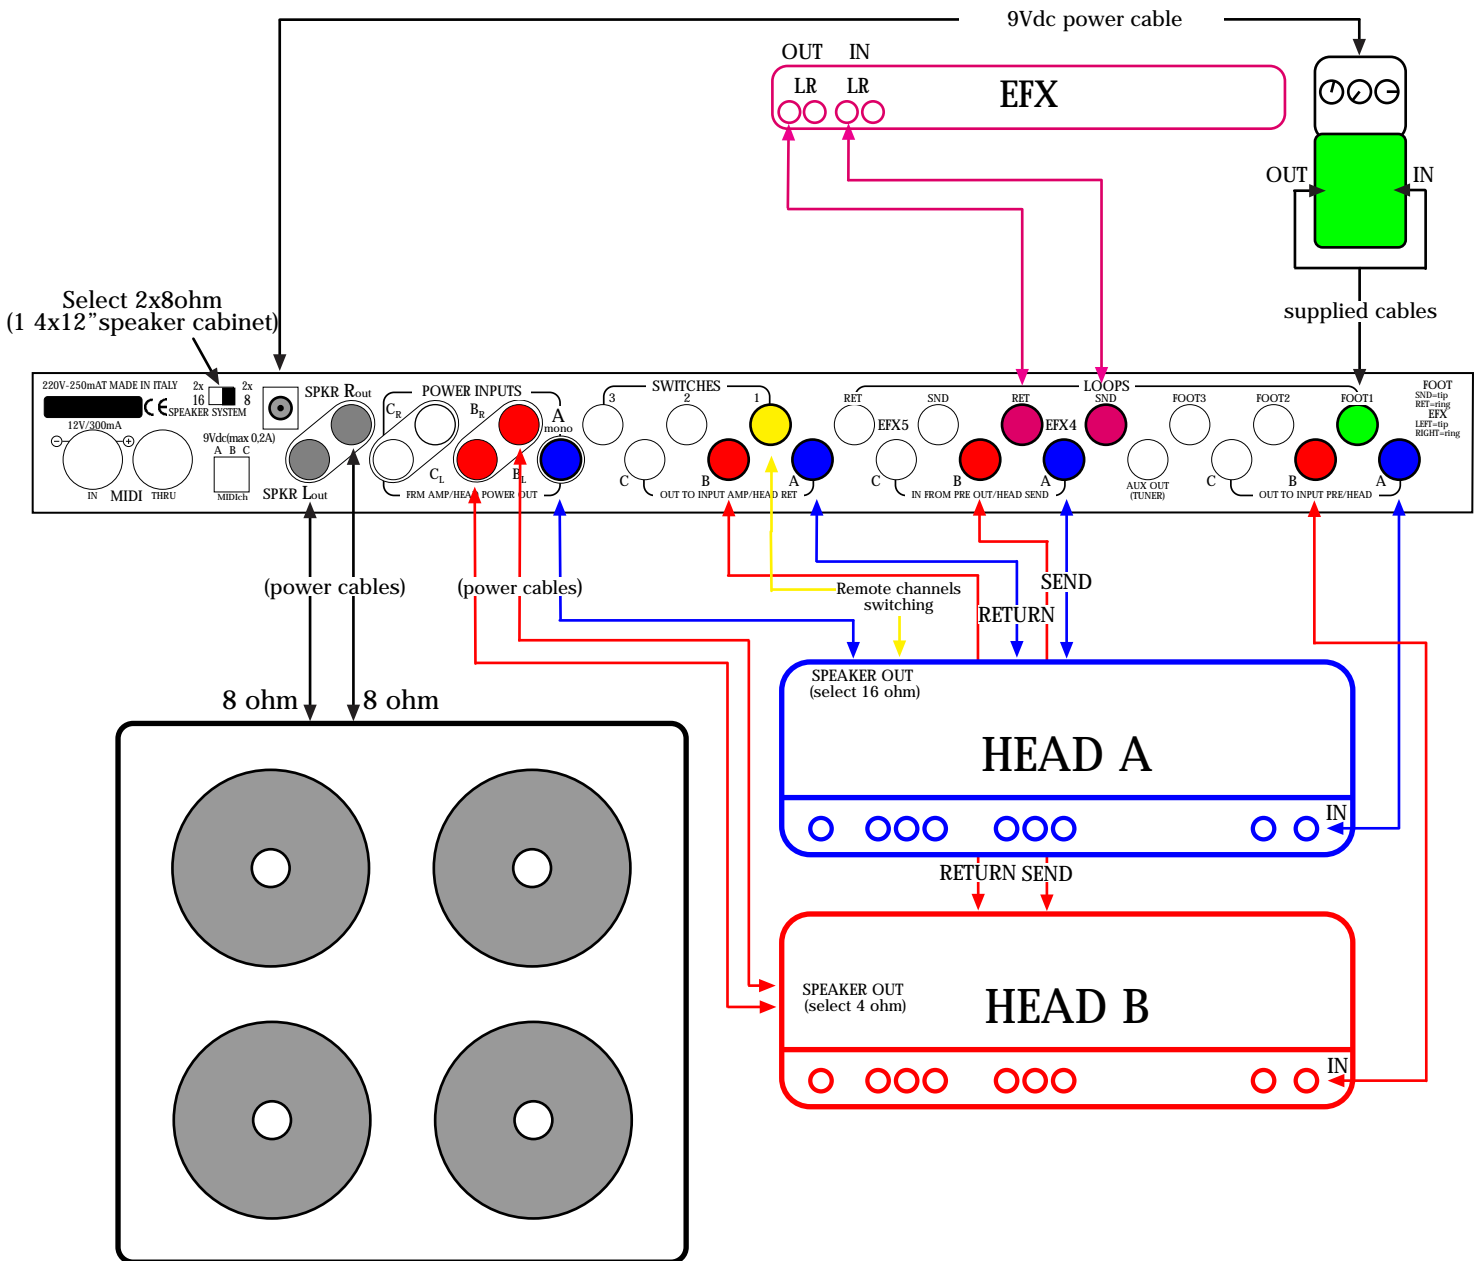 9Vdc power cable
OUT IN
LR LR
EFX
OUT IN
supplied cables
Select 2x8ohm
(1 4x12”speaker cabinet)
220V-250mAT MADE IN ITALY
2x 2x
16 8
SPEAKER SYSTEM
CE
12V/300mA
IN MIDI THRU
9Vdc(max 0,2A)
A B C
MIDIch
SPKR Rout
SPKR Lout
POWER INPUTS
CR BR A
mono
CL BL
FRM AMP/HEAD POWER OUT
SWITCHES
3 2 1
C B A
OUT TO INPUT AMP/HEAD RET
LOOPS
RET SND RET SND FOOT3 FOOT2 FOOT1
EFX5 EFX4
C B A
IN FROM PRE OUT/HEAD SEND
AUX OUT
(TUNER)
C B A
OUT TO INPUT PRE/HEAD
FOOT
SND=tip
RET=ring
EFX
LEFT=tip
RIGHT=ring
(power cables) (power cables)
Remote channels
switching
SEND
RETURN
8 ohm 8 ohm
SPEAKER OUT
(select 16 ohm)
HEAD A
IN
RETURN SEND
SPEAKER OUT
(select 4 ohm)
HEAD B
IN